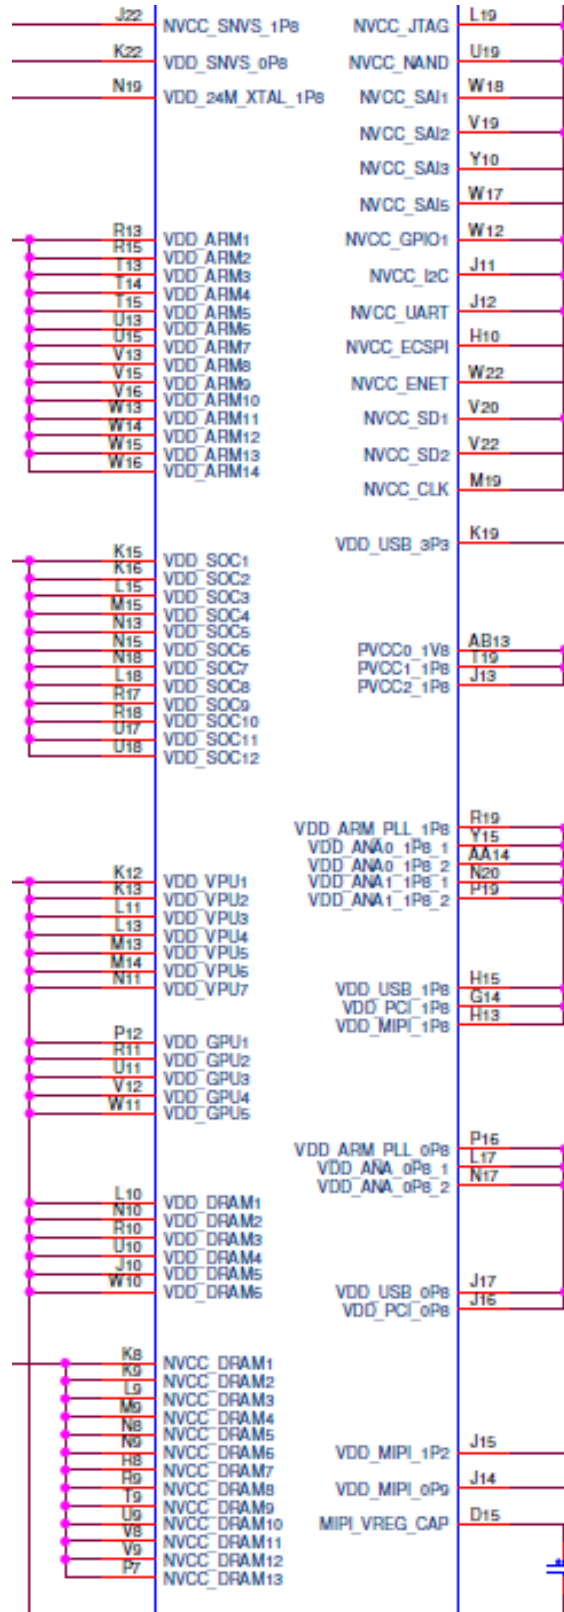 J22 NVCC_SNVS_1P8
K22 VDD_SNVS_0P8
N19 VDD_24M_XTAL_1P8
R13 VDD_ARM1
R15 VDD_ARM2
T13 VDD_ARM3
T14 VDD_ARM4
T15 VDD_ARM5
U13 VDD_ARM6
U15 VDD_ARM7
V13 VDD_ARM8
V15 VDD_ARM9
V16 VDD_ARM10
W13 VDD_ARM11
W14 VDD_ARM12
W15 VDD_ARM13
W16 VDD_ARM14
K15 VDD_SOC1
K16 VDD_SOC2
L15 VDD_SOC3
M15 VDD_SOC4
N13 VDD_SOC5
N15 VDD_SOC6
N18 VDD_SOC7
L18 VDD_SOC8
R17 VDD_SOC9
R18 VDD_SOC10
U17 VDD_SOC11
U18 VDD_SOC12
K12 VDD_VPU1
K13 VDD_VPU2
L11 VDD_VPU3
L13 VDD_VPU4
M13 VDD_VPU5
M14 VDD_VPU6
N11 VDD_VPU7
P12 VDD_GPU1
R11 VDD_GPU2
U11 VDD_GPU3
V12 VDD_GPU4
W11 VDD_GPU5
L10 VDD_DRAM1
N10 VDD_DRAM2
R10 VDD_DRAM3
U10 VDD_DRAM4
J10 VDD_DRAM5
W10 VDD_DRAM6
K8 NVCC_DRAM1
K9 NVCC_DRAM2
L9 NVCC_DRAM3
M9 NVCC_DRAM4
N8 NVCC_DRAM5
N9 NVCC_DRAM6
R8 NVCC_DRAM7
R9 NVCC_DRAM8
T9 NVCC_DRAM9
U9 NVCC_DRAM10
V8 NVCC_DRAM11
V9 NVCC_DRAM12
P7 NVCC_DRAM13
NVCC_JTAG L19
NVCC_NAND U19
NVCC_SAI1 W18
NVCC_SAI2 V19
NVCC_SAI3 Y10
NVCC_SAI5 W17
NVCC_GPIO1 W12
NVCC_I2C J11
NVCC_UART J12
NVCC_ECSPI H10
NVCC_ENET W22
NVCC_SD1 V20
NVCC_SD2 V22
NVCC_CLK M19
VDD_USB_3P3 K19
PVCC0_1V8 AB13
PVCC1_1P8 T19
PVCC2_1P8 J13
VDD_ARM_PLL_1P8 R19
VDD_ANA0_1P8_1 Y15
VDD_ANA0_1P8_2 AA14
VDD_ANA1_1P8_1 N20
VDD_ANA1_1P8_2 P19
VDD_USB_1P8 H15
VDD_PCI_1P8 G14
VDD_MIPI_1P8 H13
VDD_ARM_PLL_0P8 P16
VDD_ANA_0P8_1 L17
VDD_ANA_0P8_2 N17
VDD_USB_0P8 J17
VDD_PCI_0P8 J16
VDD_MIPI_1P2 J15
VDD_MIPI_0P9 J14
MIPI_VREG_CAP D15